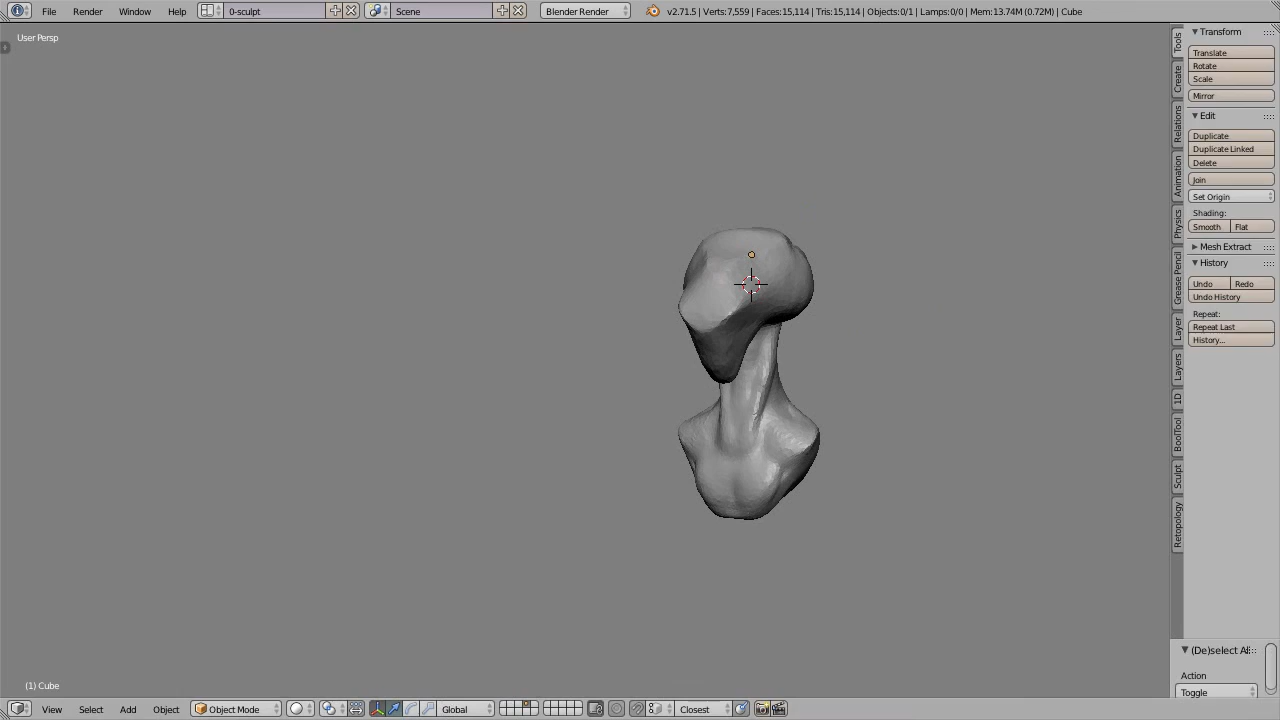 File Render Window Help 0-sculpt Scene Blender Render v2.71.5 | Verts:7,559 | Faces:15,114 | Tris:15,114 | Objects:0/1 | Lamps:0/0 | Mem:13.74M (0.72M) | Cube
User Persp
Tools
Create
Relations
Animation
Physics
Grease Pencil
Layer
Layers
1D
BoolTool
Sculpt
Retopology
Transform
Translate
Rotate
Scale
Mirror
Edit
Duplicate
Duplicate Linked
Delete
Join
Set Origin
Shading:
Smooth Flat
Mesh Extract
History
Undo Redo
Undo History
Repeat:
Repeat Last
History...
(De)select Al
Action
Toggle
(1) Cube
View Select Add Object Object Mode Global Closest